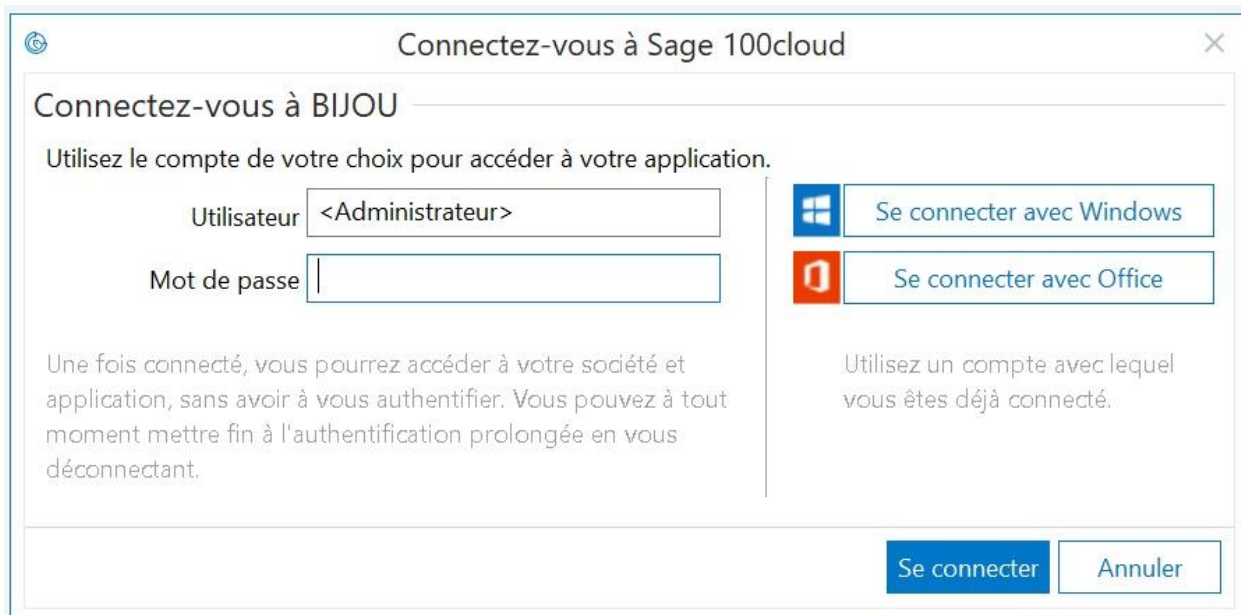 Connectez-vous à Sage 100cloud
Connectez-vous à BIJOU
Utilisez le compte de votre choix pour accéder à votre application.
Utilisateur <Administrateur>
Mot de passe
Une fois connecté, vous pourrez accéder à votre société et
application, sans avoir à vous authentifier. Vous pouvez à tout
moment mettre fin à l'authentification prolongée en vous
déconnectant.
Se connecter avec Windows
Se connecter avec Office
Utilisez un compte avec lequel
vous êtes déjà connecté.
Se connecter
Annuler